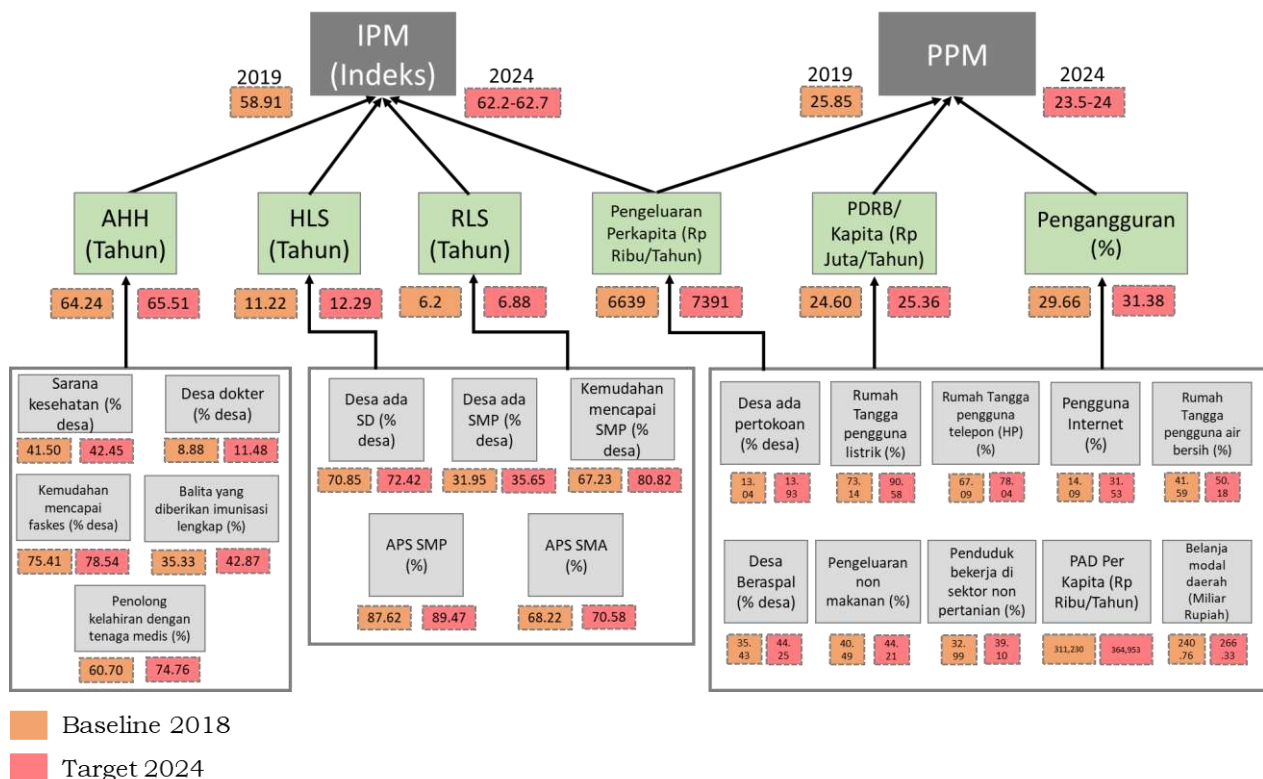 IPM
(Indeks)
2019
58.91
2024
62.2-62.7
PPM
2019
25.85
2024
23.5-24
AHH
(Tahun)
64.24
65.51
HLS
(Tahun)
11.22
12.29
RLS
(Tahun)
6.2
6.88
Pengeluaran
Perkapita (Rp
Ribu/Tahun)
6639
7391
PDRB/
Kapita (Rp
Juta/Tahun)
24.60
25.36
Pengangguran
(%)
29.66
31.38
Sarana
kesehatan (%
desa)
41.50
42.45
Desa dokter
(% desa)
8.88
11.48
Kemudahan
mencapai
faskes (% desa)
75.41
78.54
Balita yang
diberikan imunisasi
lengkap (%)
35.33
42.87
Penolong
kelahiran dengan
tenaga medis (%)
60.70
74.76
Desa ada
SD (% desa)
70.85
72.42
Desa ada
SMP (%
desa)
31.95
35.65
Kemudahan
mencapai
SMP (%
desa)
67.23
80.82
APS SMP
(%)
87.62
89.47
APS SMA
(%)
68.22
70.58
Desa ada
pertokoan
(% desa)
13.
04
13.
93
Rumah
Tangga
pengguna
listrik (%)
73.
14
90.
58
Rumah Tangga
pengguna
telepon (HP)
(%)
67.
09
78.
04
Pengguna
Internet
(%)
14.
09
31.
53
Rumah
Tangga
pengguna air
bersih (%)
41.
59
50.
18
Desa
Beraspal
(% desa)
35.
43
44.
25
Pengeluaran
non
makanan (%)
40.
49
44.
21
Penduduk
bekerja di
sektor non
pertanian (%)
32.
99
39.
10
PAD Per
Kapita (Rp
Ribu/Tahun)
311,230
364,953
Belanja
modal
daerah
(Miliar
Rupiah)
240
.76
266
.33
Baseline 2018
Target 2024